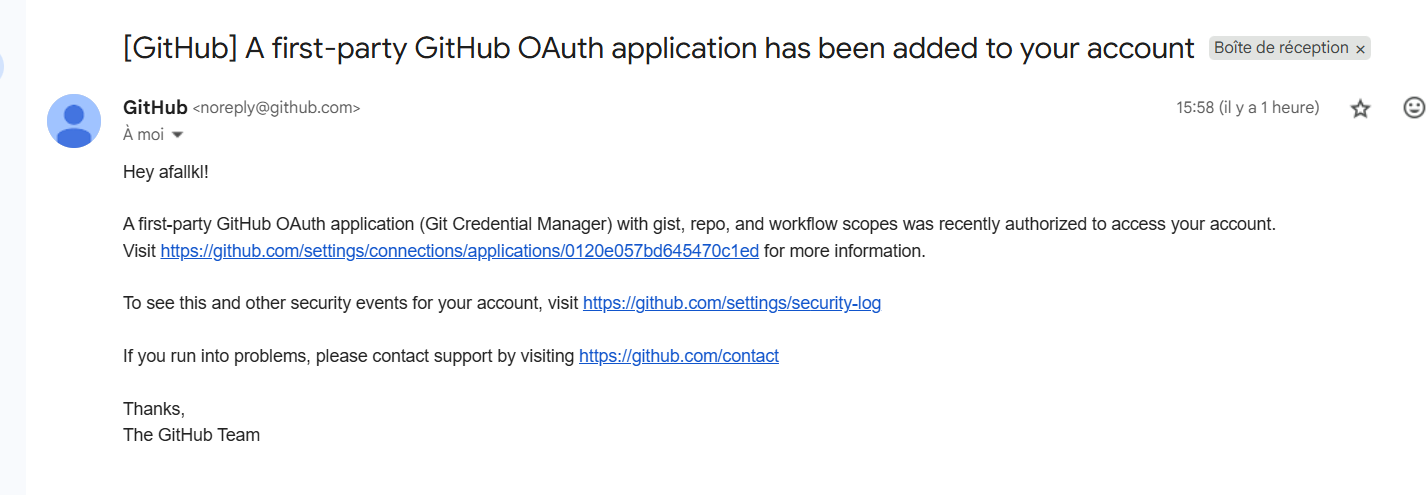 [GitHub] A first-party GitHub OAuth application has been added to your account Boîte de réception ×
GitHub <noreply@github.com> 15:58 (il y a 1 heure)
À moi
Hey afallkl!
A first-party GitHub OAuth application (Git Credential Manager) with gist, repo, and workflow scopes was recently authorized to access your account.
Visit https://github.com/settings/connections/applications/0120e057bd645470c1ed for more information.
To see this and other security events for your account, visit https://github.com/settings/security-log
If you run into problems, please contact support by visiting https://github.com/contact
Thanks,
The GitHub Team